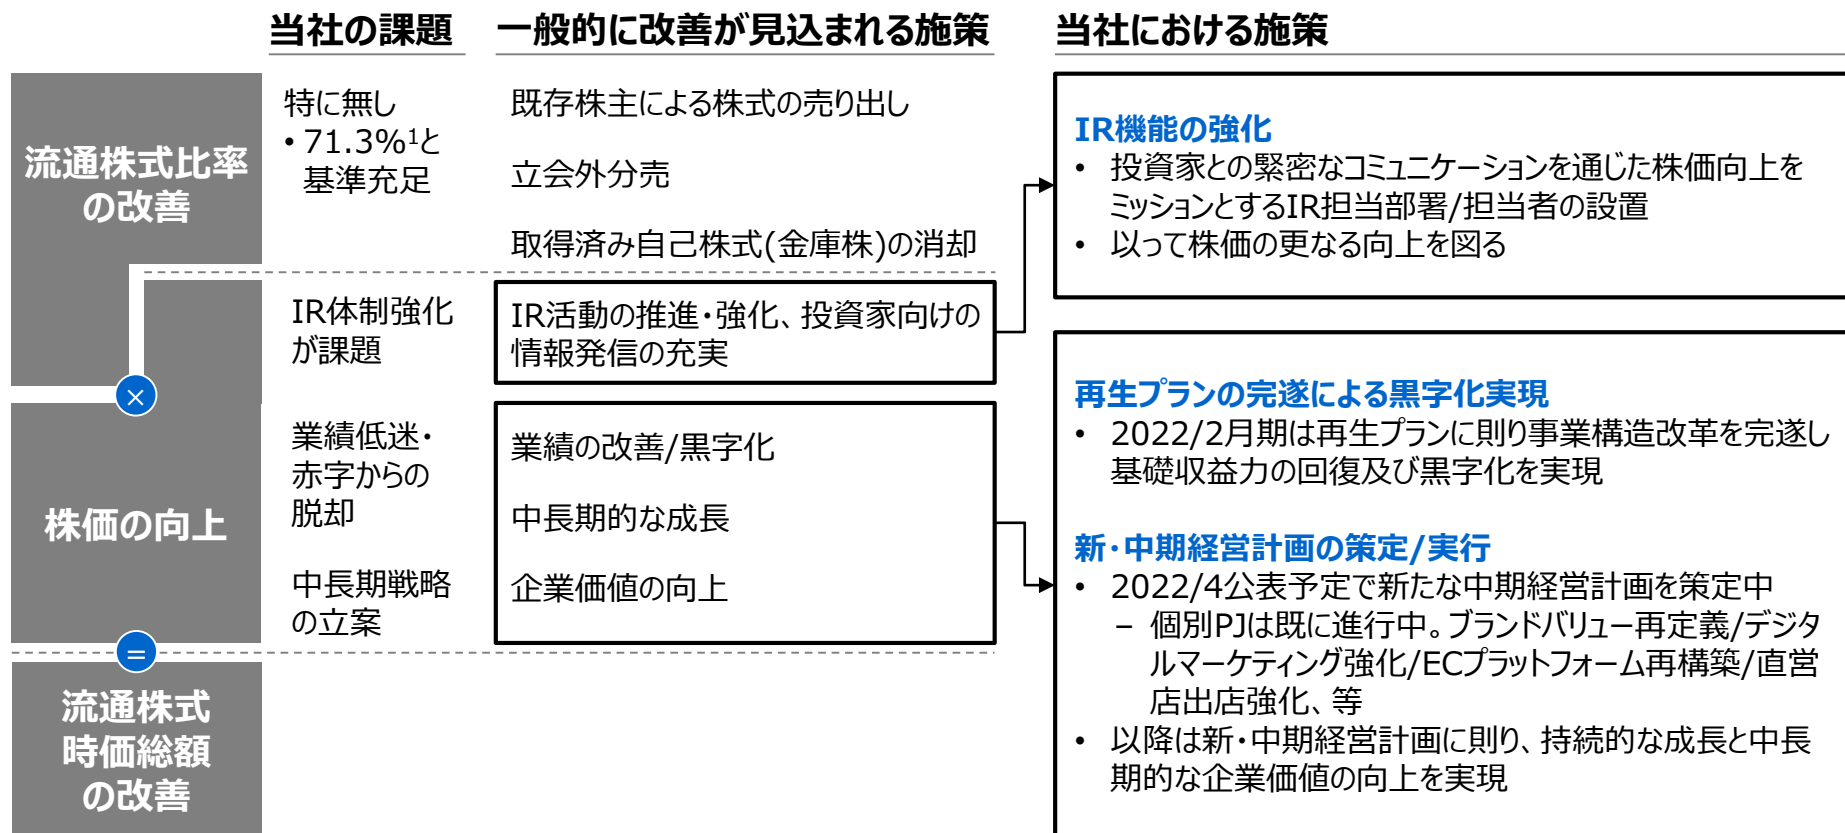 当社の課題
一般的に改善が見込まれる施策
当社における施策
流通株式比率
の改善
特に無し
• 71.3%1と
基準充足
既存株主による株式の売り出し
立会外分売
取得済み自己株式(金庫株)の消却
IR体制強化
が課題
IR活動の推進・強化、投資家向けの
情報発信の充実
×
株価の向上
業績低迷・
赤字からの
脱却
中長期戦略
の立案
業績の改善/黒字化
中長期的な成長
企業価値の向上
=
流通株式
時価総額
の改善
IR機能の強化
• 投資家との緊密なコミュニケーションを通じた株価向上を
ミッションとするIR担当部署/担当者の設置
• 以って株価の更なる向上を図る
再生プランの完遂による黒字化実現
• 2022/2月期は再生プランに則り事業構造改革を完遂し
基礎収益力の回復及び黒字化を実現
新・中期経営計画の策定/実行
• 2022/4公表予定で新たな中期経営計画を策定中
– 個別PJは既に進行中。ブランドバリュー再定義/デジタ
ルマーケティング強化/ECプラットフォーム再構築/直営
店出店強化、等
• 以降は新・中期経営計画に則り、持続的な成長と中長
期的な企業価値の向上を実現